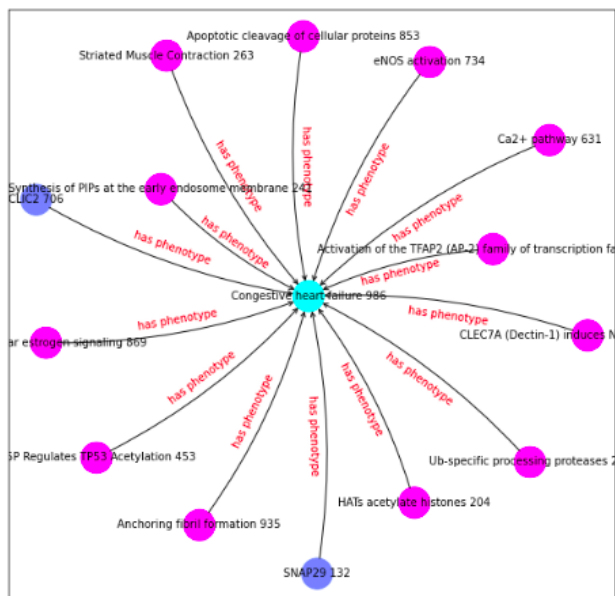 Apoptotic cleavage of cellular proteins 853
Striated Muscle Contraction 263
eNOS activation 734
has phenotype
has phenotype
has phenotype
Ca2+ pathway 631
Synthesis of PIPs at the early endosome membrane 241
CLIC2 706
has phenotype
has phenotype
has phenotype
Activation of the TFAP2 (AP-2) family of transcription fa
has phenotype
Congestive heart failure 986
has phenotype
has phenotype
CLEC7A (Dectin-1) induces N
ar estrogen signaling 869
has phenotype
has phenotype
has phenotype
has phenotype
has phenotype
SP Regulates TP53 Acetylation 453
Ub-specific processing proteases 2
HATs acetylate histones 204
Anchoring fibril formation 935
SNAP29 132